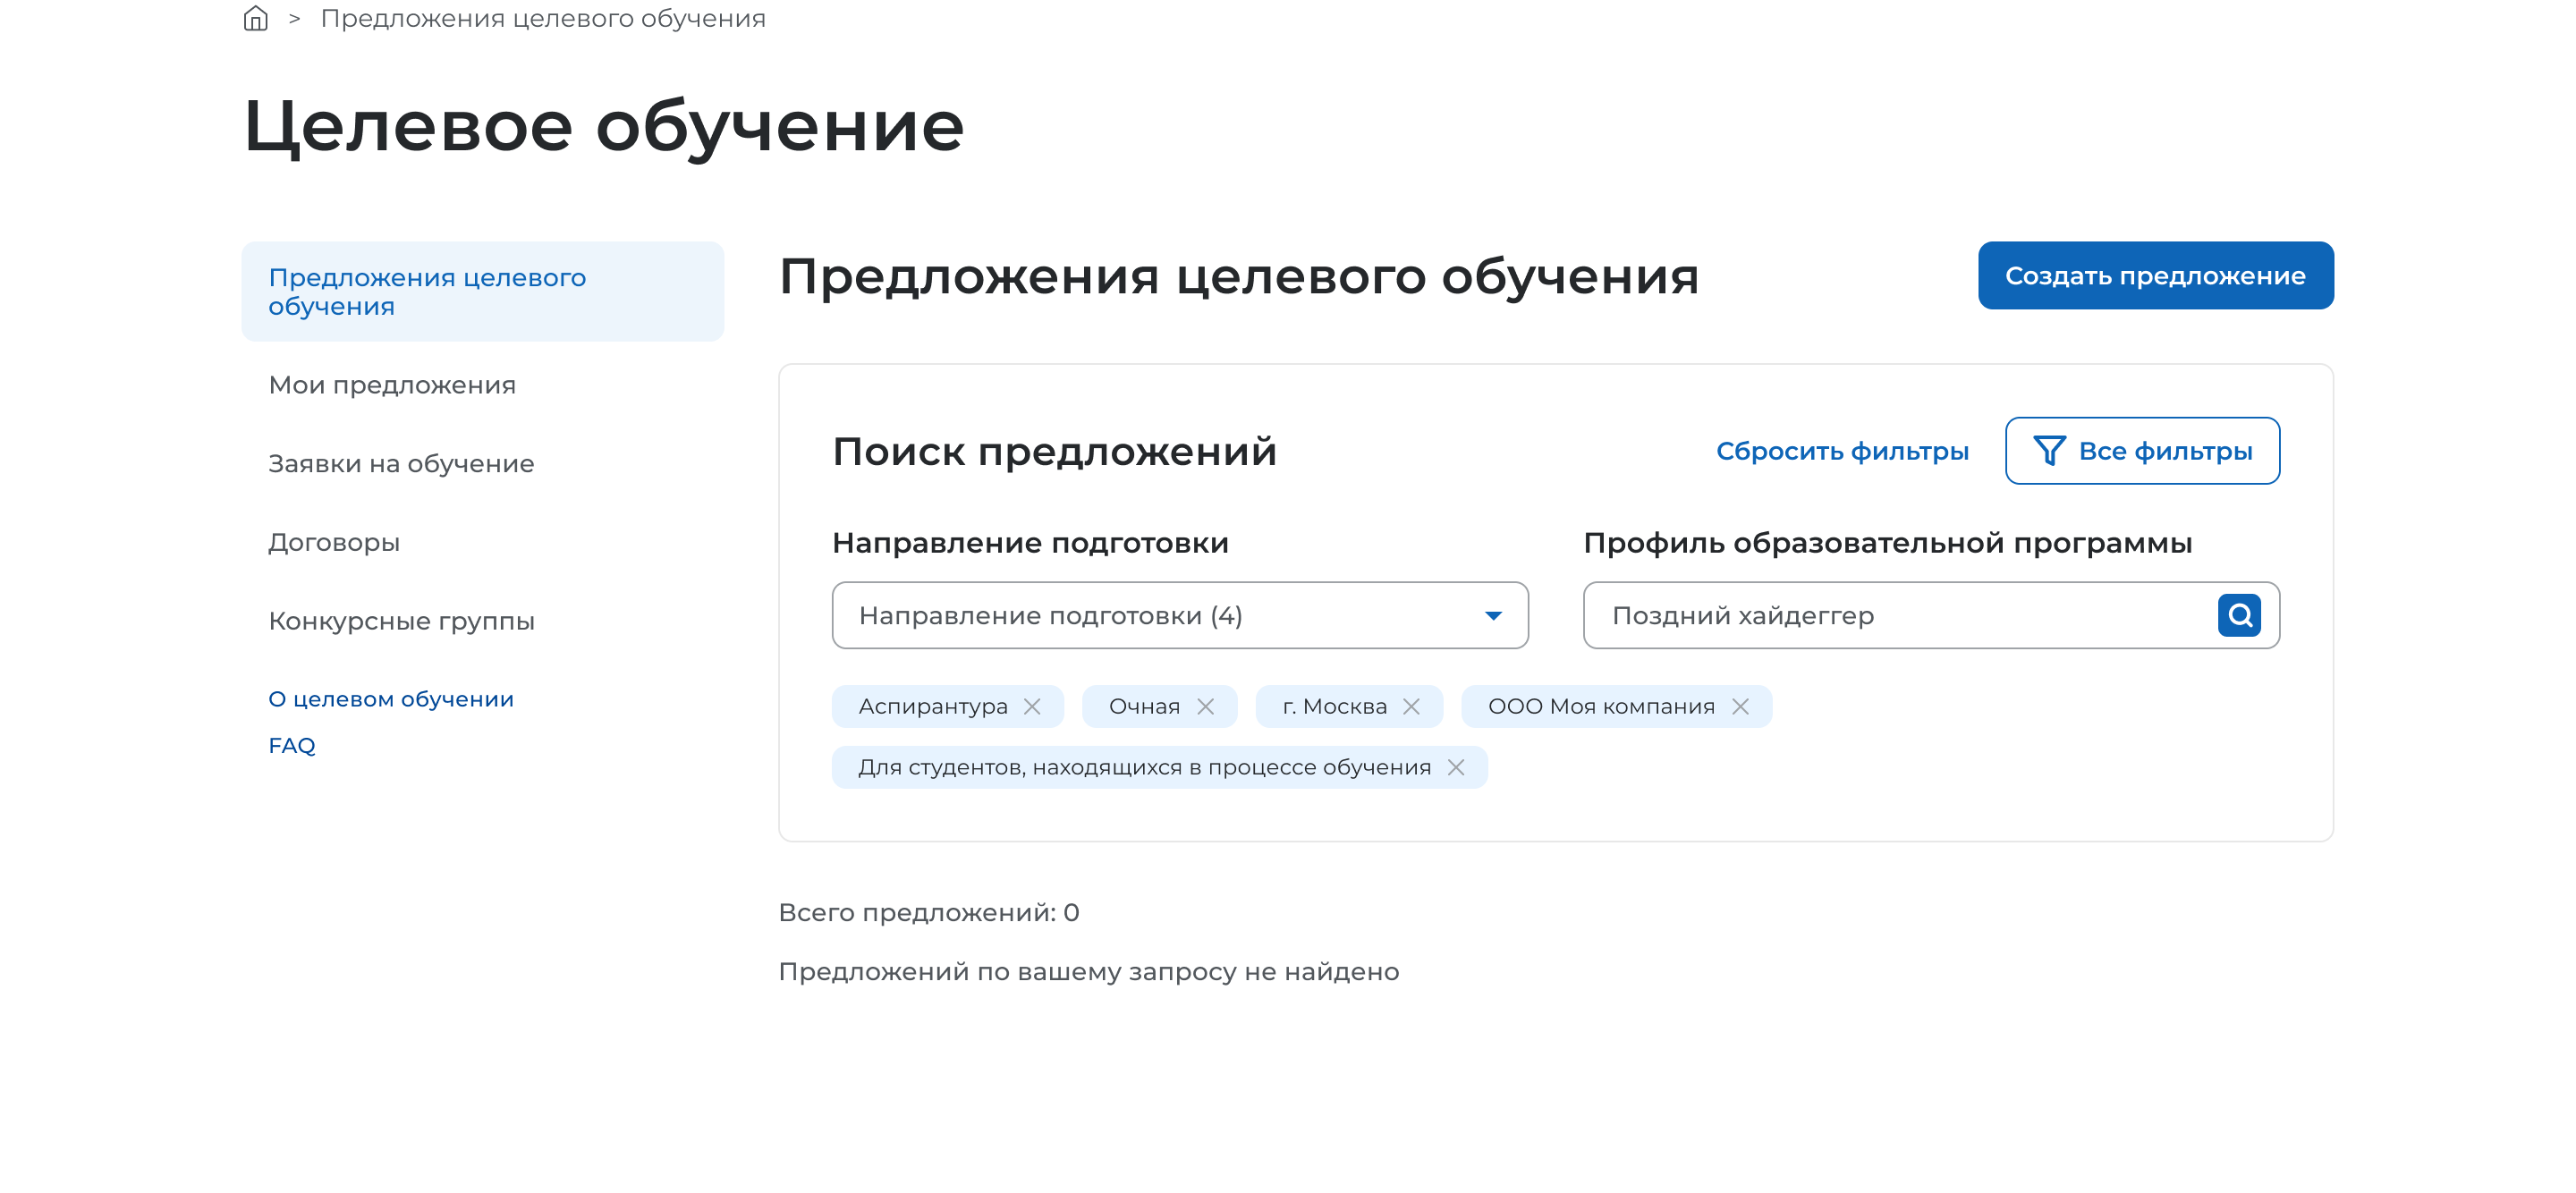 > Предложения целевого обучения
Целевое обучение
Предложения целевого
обучения
Мои предложения
Заявки на обучение
Договоры
Конкурсные группы
О целевом обучении
FAQ
Предложения целевого обучения
Создать предложение
Поиск предложений
Сбросить фильтры
Все фильтры
Направление подготовки
Направление подготовки (4)
Профиль образовательной программы
Поздний хайдеггер
Аспирантура
Очная
г. Москва
ООО Моя компания
Для студентов, находящихся в процессе обучения
Всего предложений: 0
Предложений по вашему запросу не найдено